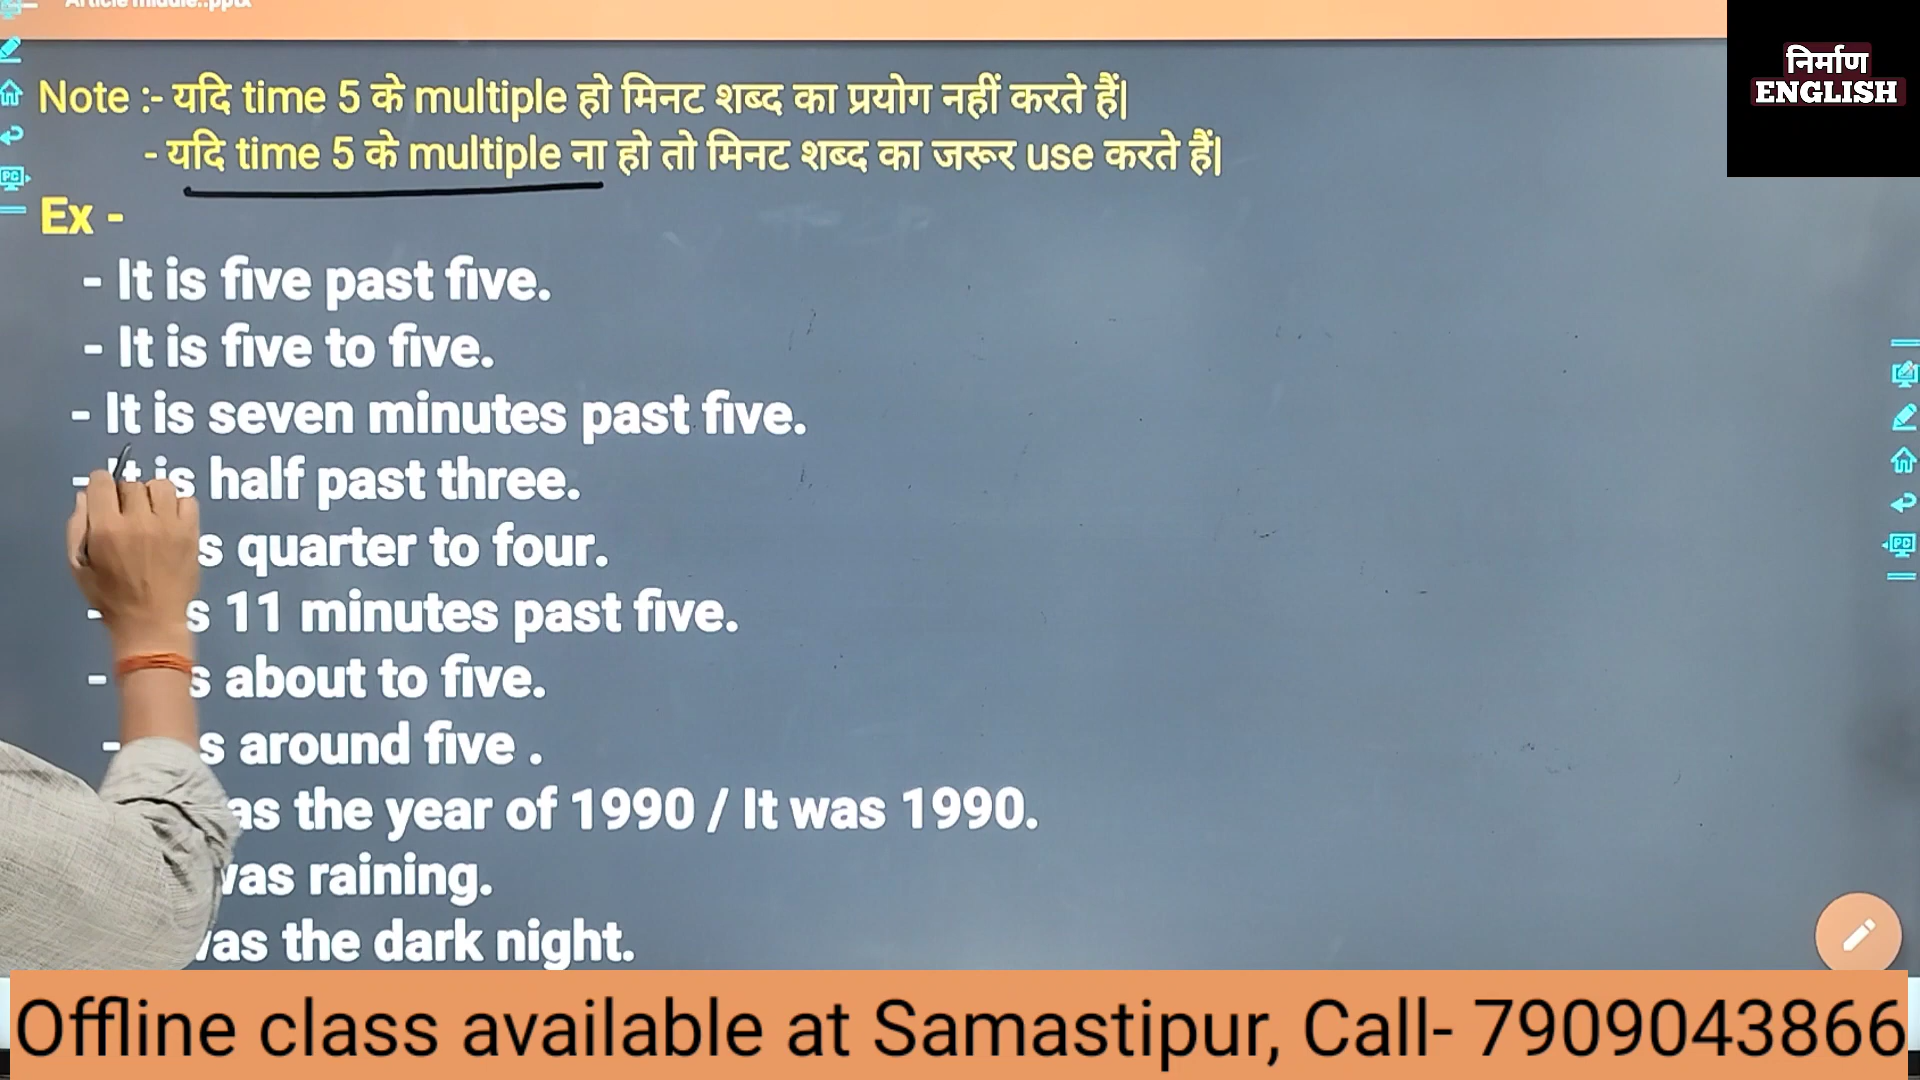 Article middle..pptx
निर्माण
ENGLISH
Note :- यदि time 5 के multiple हो मिनट शब्द का प्रयोग नहीं करते हैं|
- यदि time 5 के multiple ना हो तो मिनट शब्द का जरूर use करते हैं|
Ex -
- It is five past five.
- It is five to five.
- It is seven minutes past five.
- It is half past three.
s quarter to four.
- s 11 minutes past five.
- s about to five.
- s around five .
as the year of 1990 / It was 1990.
was raining.
was the dark night.
Offline class available at Samastipur, Call- 7909043866